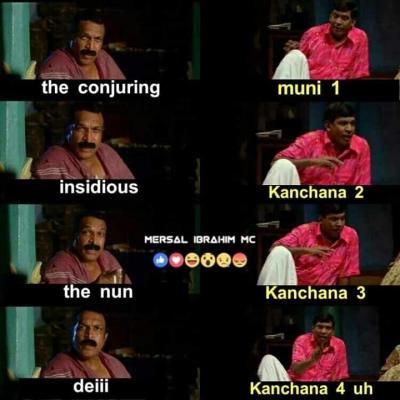 the conjuring
muni 1
insidious
Kanchana 2
MERSAL IBRAHIM MC
the nun
Kanchana 3
deiii
Kanchana 4 uh